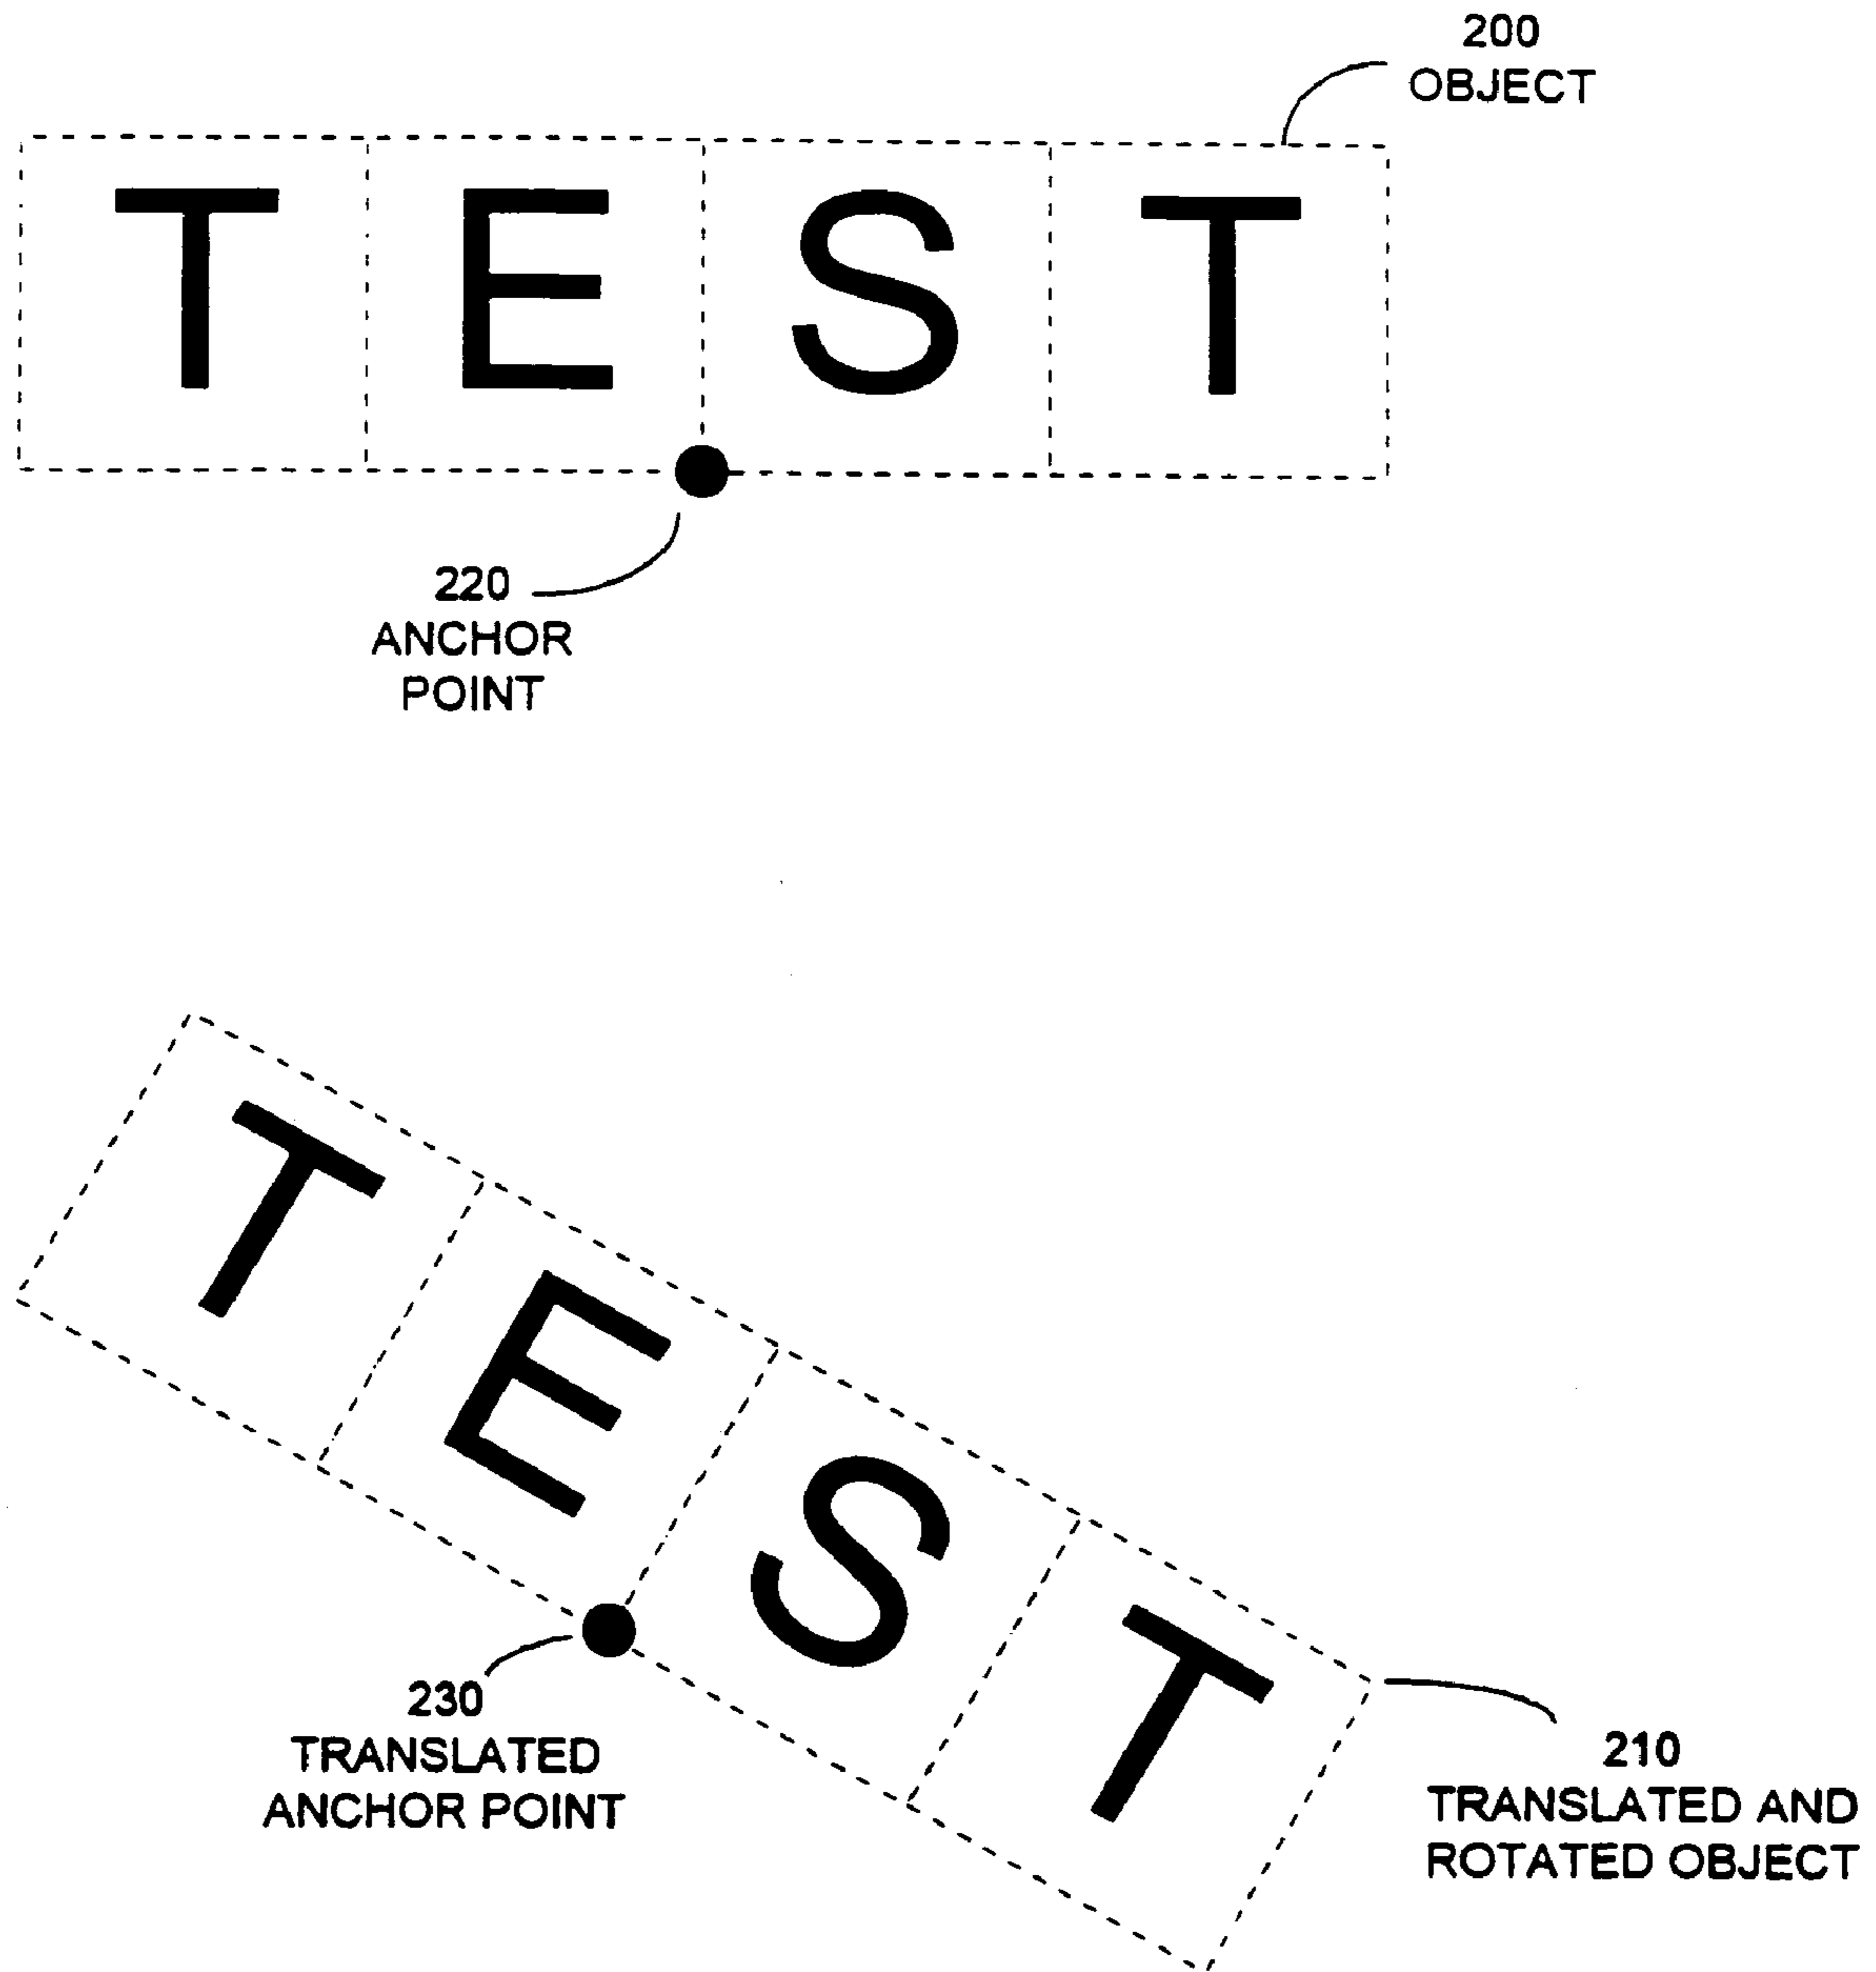 200
OBJECT
TEST
220
ANCHOR
POINT
TEST
230
TRANSLATED
ANCHOR POINT
210
TRANSLATED AND
ROTATED OBJECT